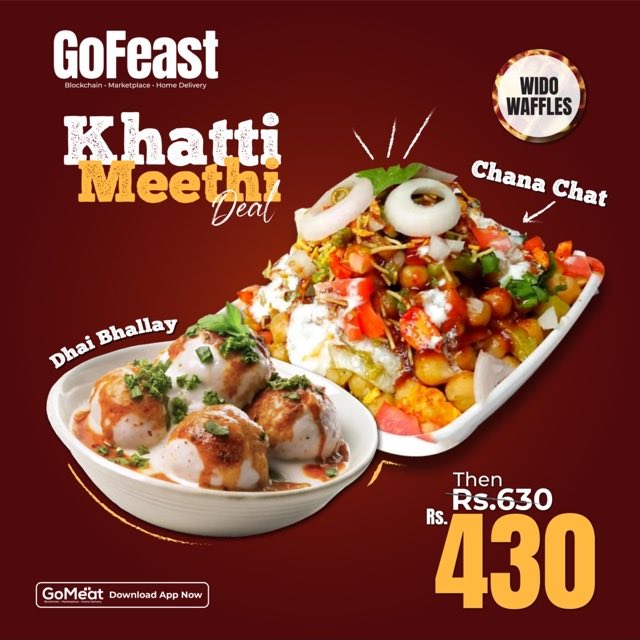 GoFeast
Blockchain • Marketplace • Home Delivery
WIDO
WAFFLES
Khatti
Meethi
Deal
Chana Chat
Dhai Bhallay
Then
Rs.630
Rs.
430
GoMeat
Download App Now